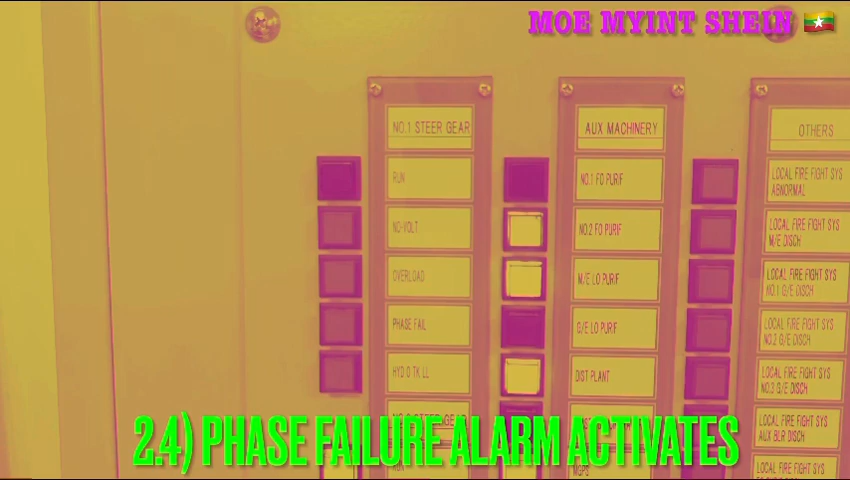 MOE MYINT SHEIN
NO.1 STEER GEAR
RUN
NO-VOLT
OVERLOAD
PHASE FAIL
HYD O TK LL
AUX MACHINERY
NO.1 FO PURIF
NO.2 FO PURIF
M/E LO PURIF
G/E LO PURIF
DIST PLANT
MGPS
OTHERS
LOCAL FIRE FIGHT SYS
ABNORMAL
LOCAL FIRE FIGHT SYS
M/E DISCH
LOCAL FIRE FIGHT SYS
NO.1 G/E DISCH
LOCAL FIRE FIGHT SYS
NO.2 G/E DISCH
LOCAL FIRE FIGHT SYS
NO.3 G/E DISCH
LOCAL FIRE FIGHT SYS
AUX BLR DISCH
LOCAL FIRE FIGHT SYS
2.4) PHASE FAILURE ALARM ACTIVATES